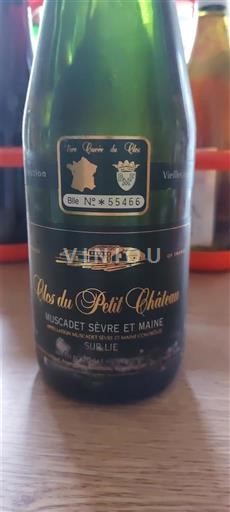 1ère Cuvée du Clos
Vieilles
Blle Nº * 55466
VINIOU
Clos du Petit Château
MUSCADET SÈVRE ET MAINE
APPELLATION MUSCADET SÈVRE ET MAINE CONTRÔLÉE
SUR LIE